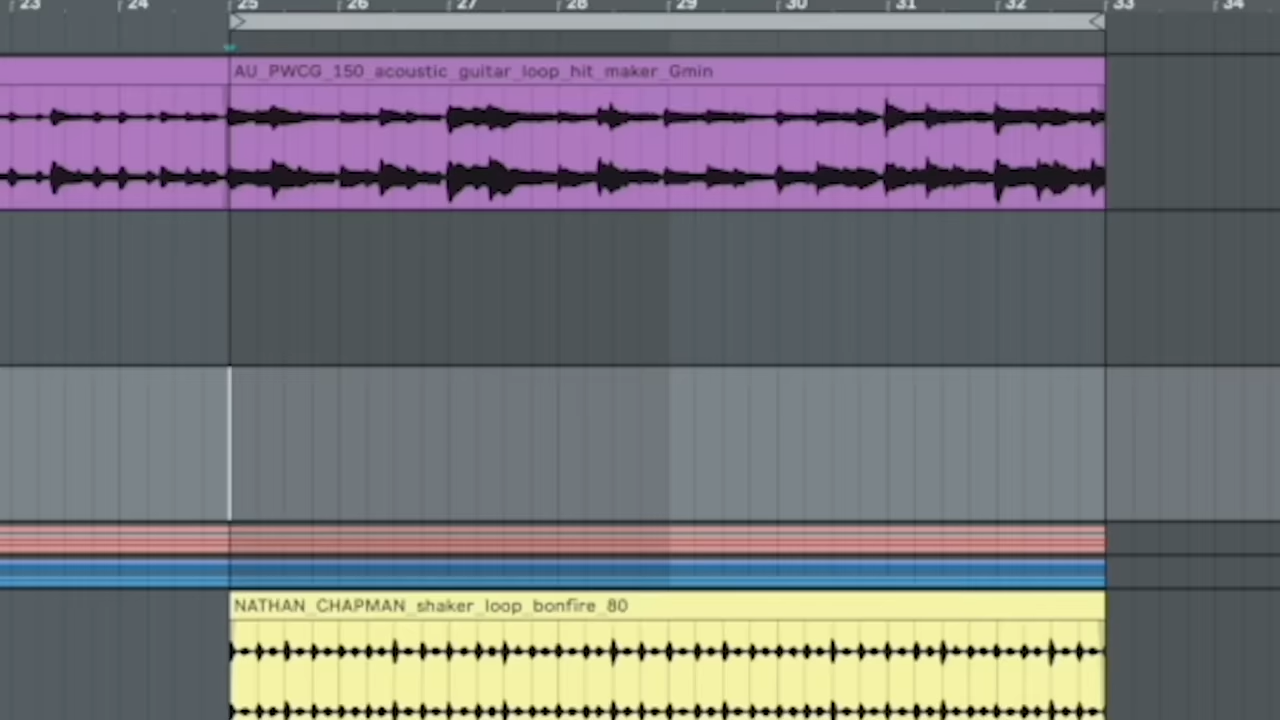 23 24 25 26 27 28 29 30 31 32 33 34
AU_PWCG_150_acoustic_guitar_loop_hit_maker_Gmin
NATHAN_CHAPMAN_shaker_loop_bonfire_80